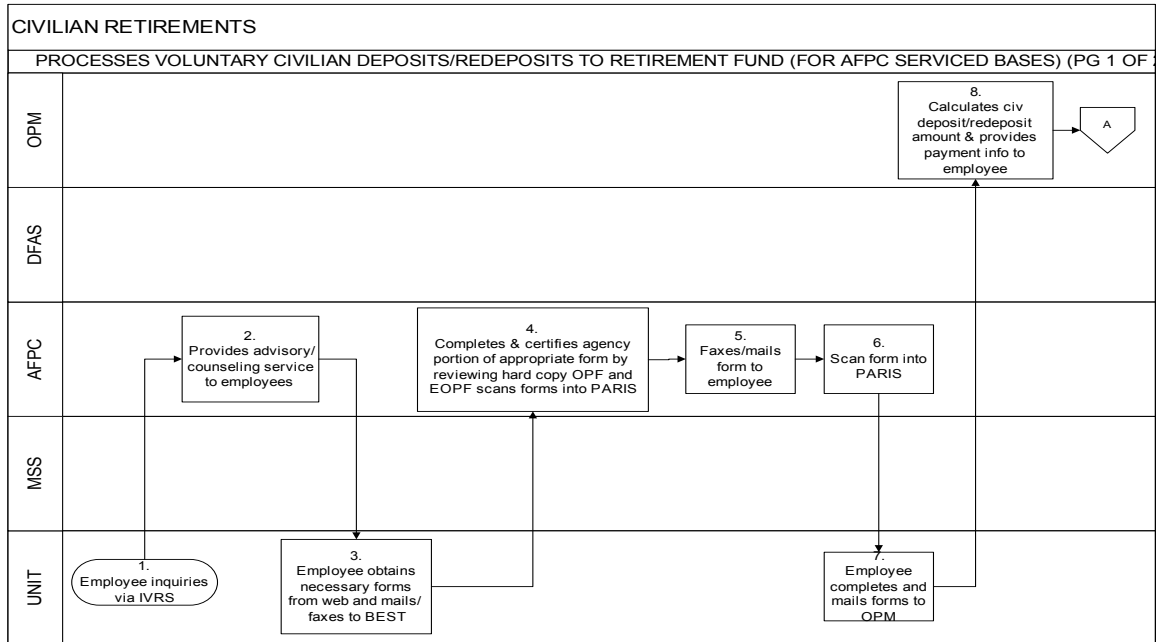 CIVILIAN RETIREMENTS
PROCESSES VOLUNTARY CIVILIAN DEPOSITS/REDEPOSITS TO RETIREMENT FUND (FOR AFPC SERVICED BASES) (PG 1 OF
OPM
8.
Calculates civ
deposit/redeposit
amount & provides
payment info to
employee
A
DFAS
AFPC
2.
Provides advisory/
counseling service
to employees
4.
Completes & certifies agency
portion of appropriate form by
reviewing hard copy OPF and
EOPF scans forms into PARIS
5.
Faxes/mails
form to
employee
6.
Scan form into
PARIS
MSS
UNIT
1.
Employee inquiries
via IVRS
3.
Employee obtains
necessary forms
from web and mails/
faxes to BEST
7.
Employee
completes and
mails forms to
OPM